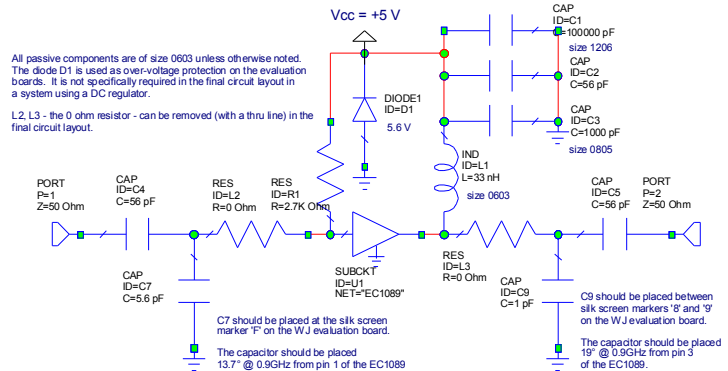 Vcc = +5 V
CAP
ID=C1
C=100000 pF
size 1206
All passive components are of size 0603 unless otherwise noted.
The diode D1 is used as over-voltage protection on the evaluation
boards. It is not specifically required in the final circuit layout in
a system using a DC regulator.
L2, L3 - the 0 ohm resistor - can be removed (with a thru line) in the
final circuit layout.
CAP
ID=C2
C=56 pF
DIODE1
ID=D1
5.6 V
CAP
ID=C3
C=1000 pF
size 0805
IND
ID=L1
L=33 nH
size 0603
PORT
P=1
Z=50 Ohm
CAP
ID=C4
C=56 pF
RES
ID=L2
R=0 Ohm
RES
ID=R1
R=2.7K Ohm
CAP
ID=C5
C=56 pF
PORT
P=2
Z=50 Ohm
SUBCKT
ID=U1
NET="EC1089"
RES
ID=L3
R=0 Ohm
CAP
ID=C7
C=5.6 pF
CAP
ID=C9
C=1 pF
C7 should be placed at the silk screen
marker 'F' on the WJ evaluation board.
The capacitor should be placed
13.7° @ 0.9GHz from pin 1 of the EC1089
C9 should be placed between
silk screen markers '8' and '9'
on the WJ evaluation board.
The capacitor should be placed
19° @ 0.9GHz from pin 3
of the EC1089.